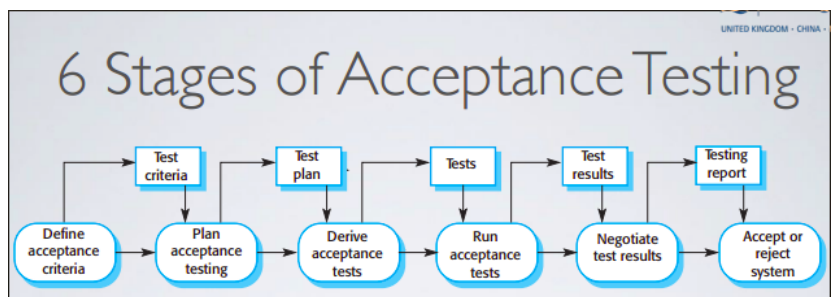 UNITED KINGDOM · CHINA ·
6 Stages of Acceptance Testing
Test
criteria
Test
plan
Tests
Test
results
Testing
report
Define
acceptance
criteria
Plan
acceptance
testing
Derive
acceptance
tests
Run
acceptance
tests
Negotiate
test results
Accept or
reject
system